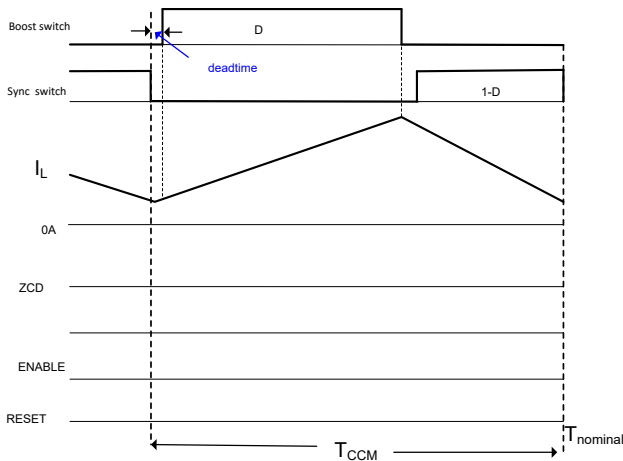 Boost switch
D
deadtime
Sync switch
1-D
IL
0A
ZCD
ENABLE
RESET
Tnominal
TCCM